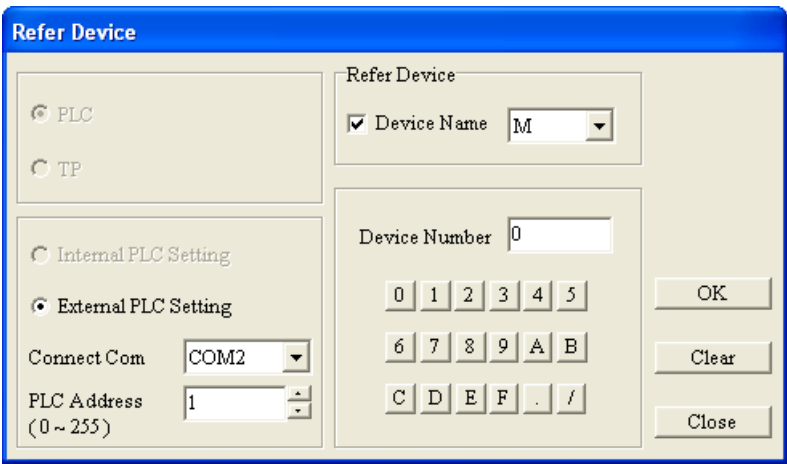 Refer Device
PLC
TP
Internal PLC Setting
External PLC Setting
Connect Com COM2
PLC Address 1
(0 ~ 255)
Refer Device
Device Name M
Device Number 0
0 1 2 3 4 5
6 7 8 9 A B
C D E F . /
OK
Clear
Close